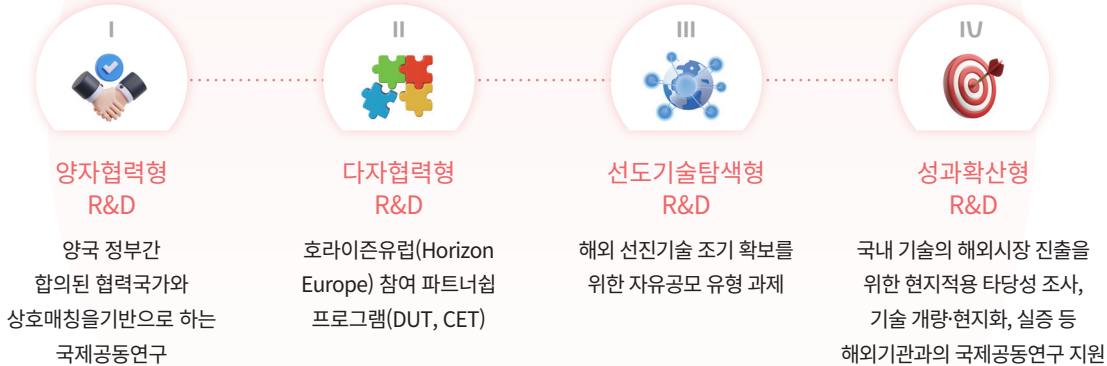 I
양자협력형
R&D
양국 정부간
합의된 협력국가와
상호매칭을기반으로 하는
국제공동연구
II
다자협력형
R&D
호라이즌유럽(Horizon
Europe) 참여 파트너쉽
프로그램(DUT, CET)
III
선도기술탐색형
R&D
해외 선진기술 조기 확보를
위한 자유공모 유형 과제
IV
성과확산형
R&D
국내 기술의 해외시장 진출을
위한 현지적용 타당성 조사,
기술 개량·현지화, 실증 등
해외기관과의 국제공동연구 지원